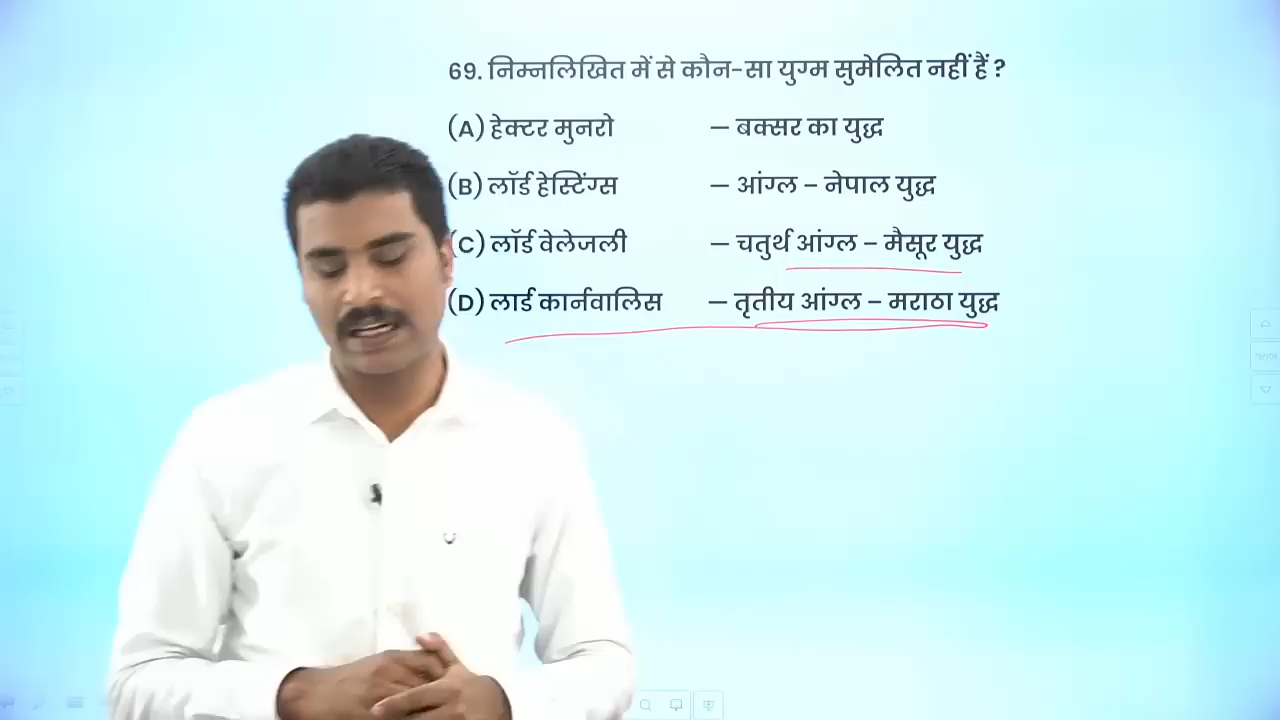 69. निम्नलिखित में से कौन-सा युग्म सुमेलित नहीं हैं ?
(A) हेक्टर मुनरो — बक्सर का युद्ध
(B) लॉर्ड हेस्टिंग्स — आंग्ल – नेपाल युद्ध
(C) लॉर्ड वेलेजली — चतुर्थ आंग्ल – मैसूर युद्ध
(D) लार्ड कार्नवालिस — तृतीय आंग्ल – मराठा युद्ध